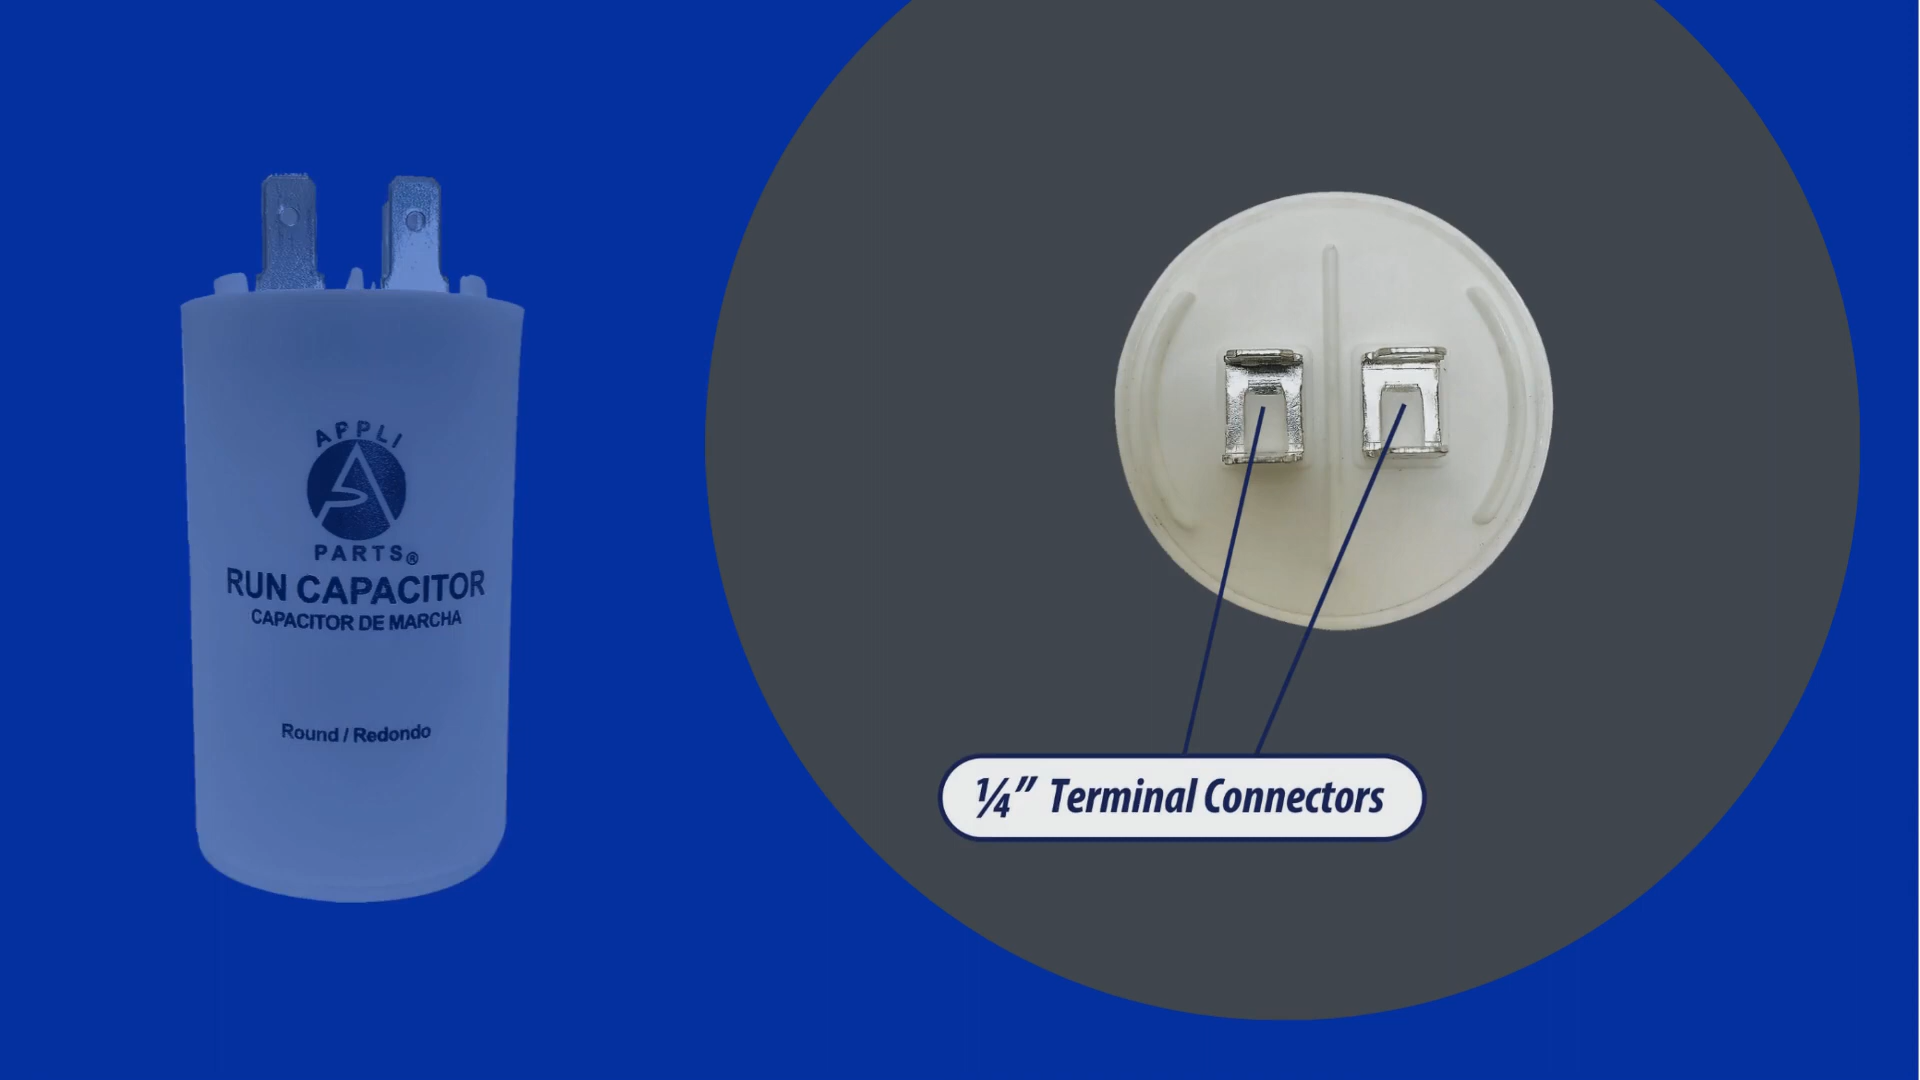 APPLI
PARTS®
RUN CAPACITOR
CAPACITOR DE MARCHA
Round / Redondo
¼” Terminal Connectors